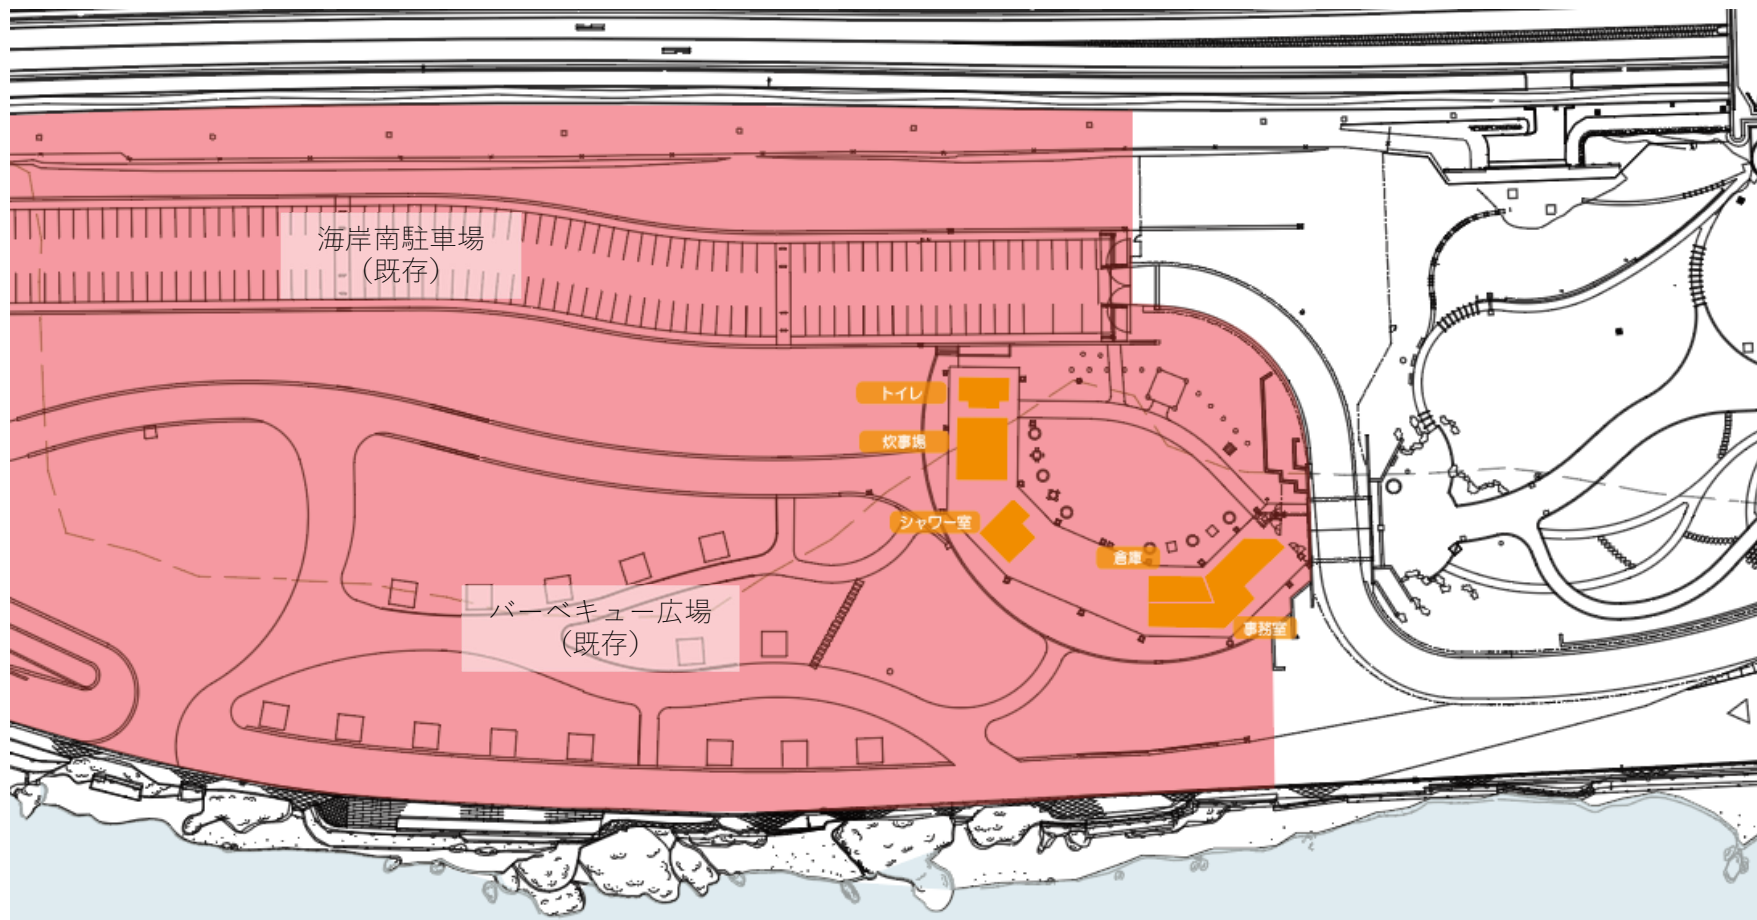 海岸南駐車場
（既存）
トイレ
炊事場
シャワー室
倉庫
バーベキュー広場
（既存）
事務室